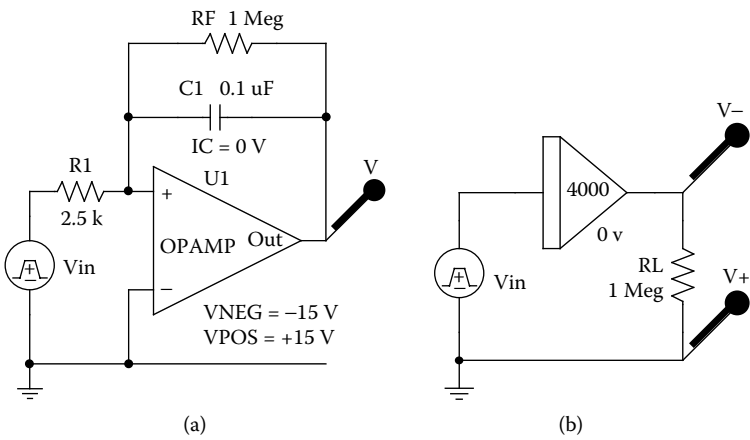 RF 1 Meg
C1 0.1 uF
IC = 0 V
R1
2.5 k
U1
+
OPAMP
Out
−
V
Vin
±
VNEG = −15 V
VPOS = +15 V
(a)
V−
4000
0 v
Vin
±
RL
1 Meg
V+
(b)